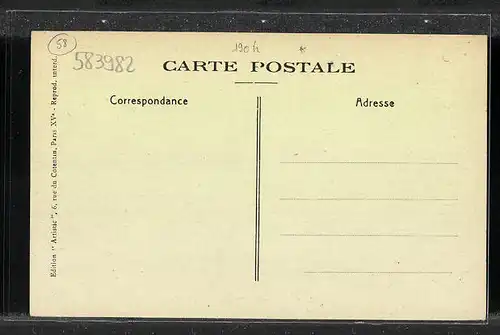 58
583982
190h *
CARTE POSTALE
Correspondance
Adresse
Edition " Artistic ", 6, rue du Cotentin, Paris XVe - Reprod. interd.